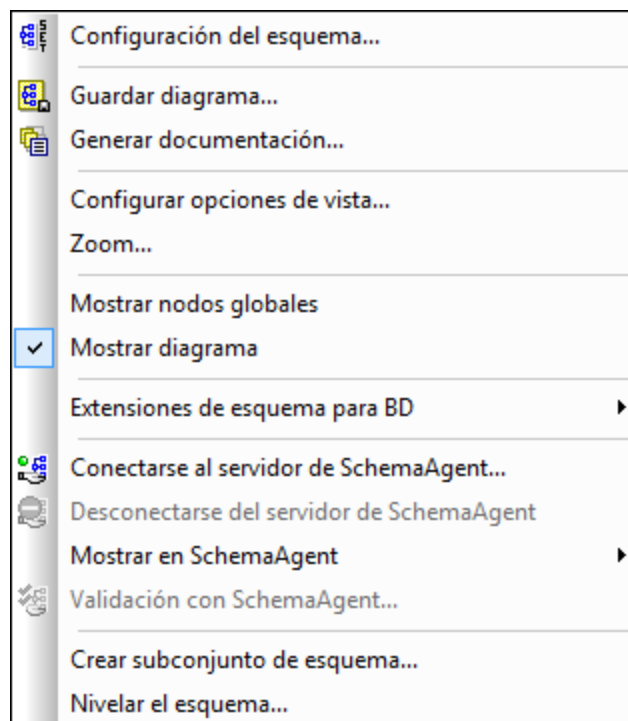 Configuración del esquema...
Guardar diagrama...
Generar documentación...
Configurar opciones de vista...
Zoom...
Mostrar nodos globales
Mostrar diagrama
Extensiones de esquema para BD
Conectarse al servidor de SchemaAgent...
Desconectarse del servidor de SchemaAgent
Mostrar en SchemaAgent
Validación con SchemaAgent...
Crear subconjunto de esquema...
Nivelar el esquema...